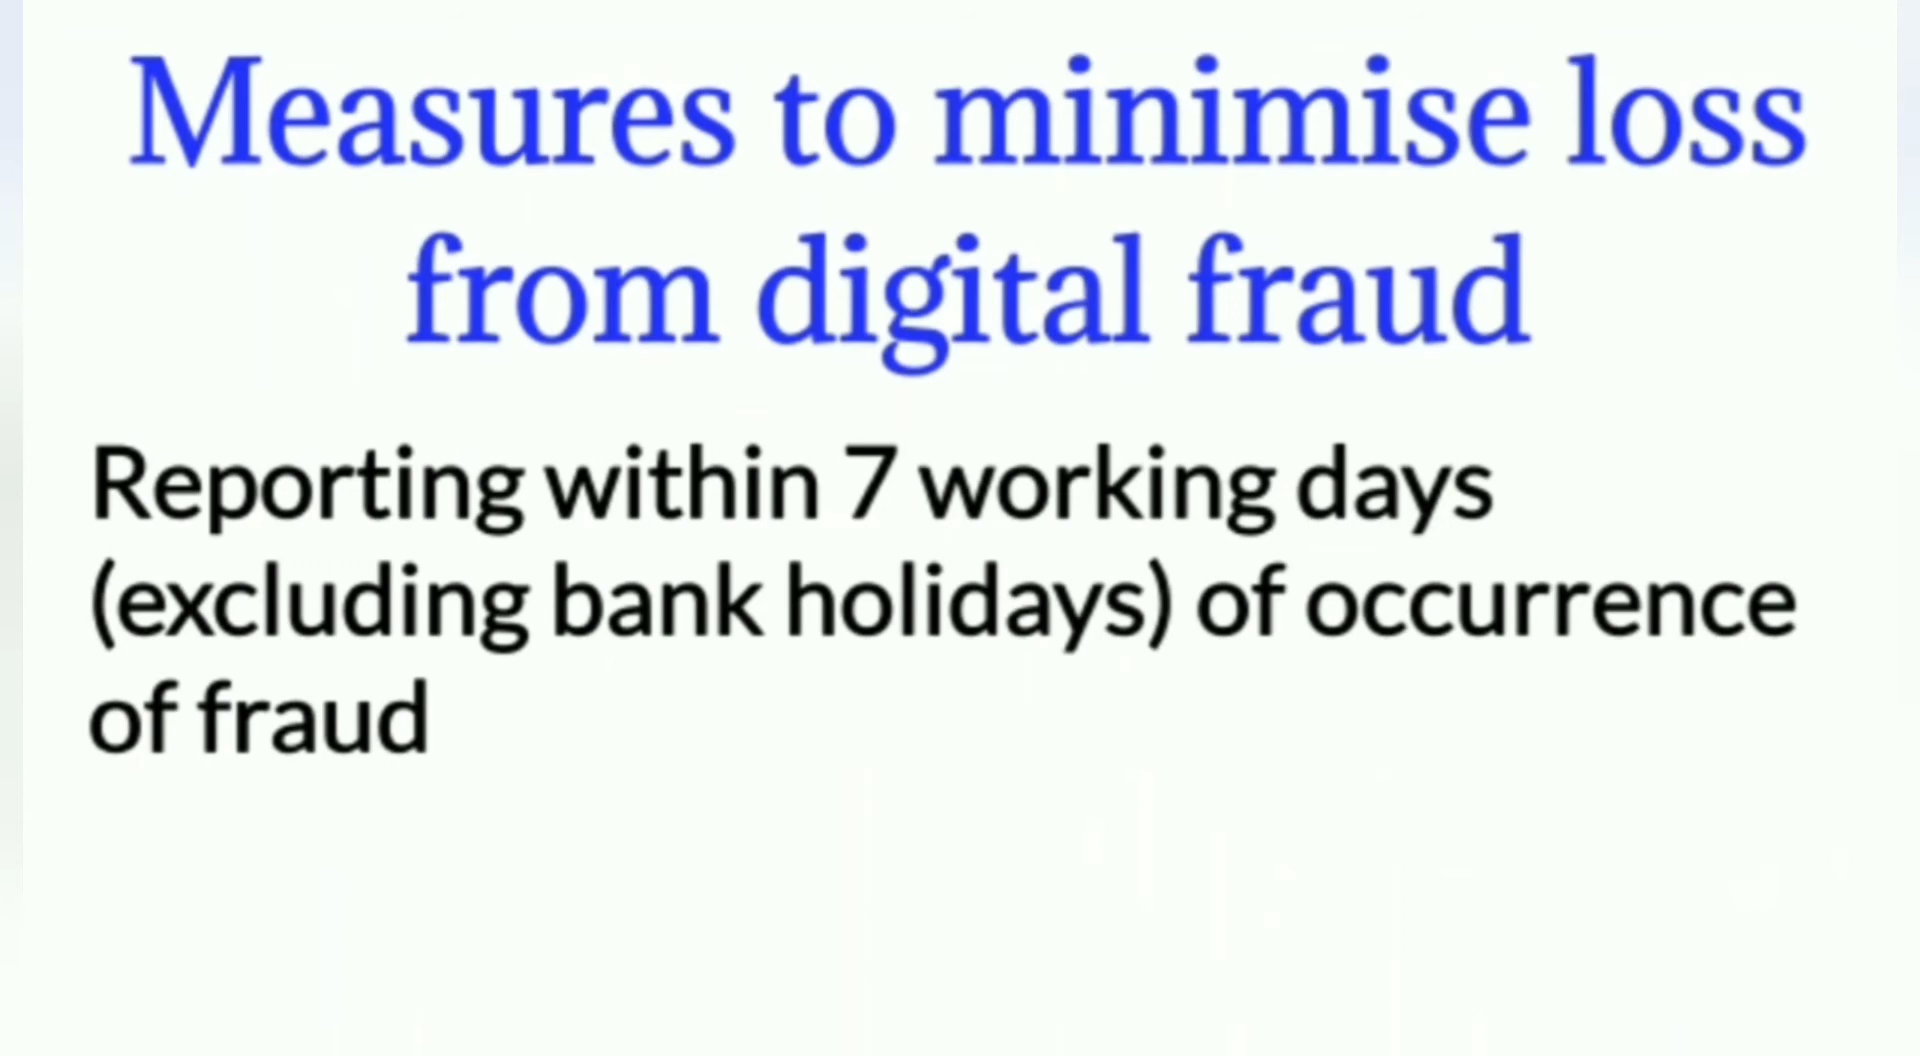 Measures to minimise loss
from digital fraud
Reporting within 7 working days
(excluding bank holidays) of occurrence
of fraud